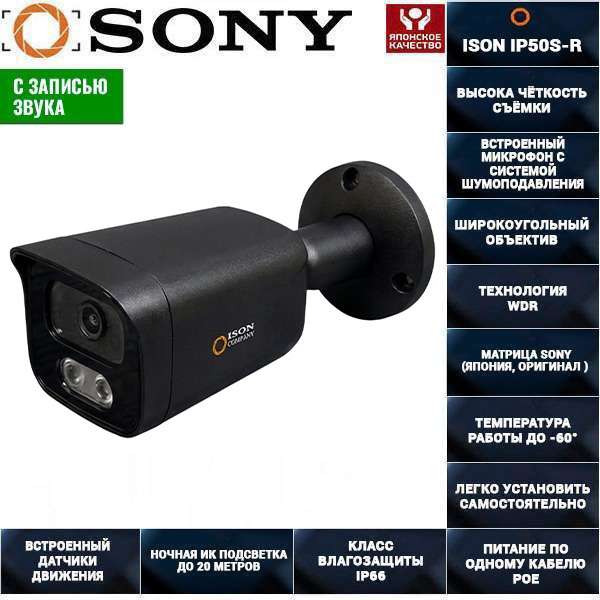 SONY
ЯПОНСКОЕ
КАЧЕСТВО
ISON IP50S-R
С ЗАПИСЬЮ
ЗВУКА
ВЫСОКА ЧЁТКОСТЬ
СЪЁМКИ
ВСТРОЕННЫЙ
МИКРОФОН С
СИСТЕМОЙ
ШУМОПОДАВЛЕНИЯ
ШИРОКОУГОЛЬНЫЙ
ОБЪЕКТИВ
ТЕХНОЛОГИЯ
WDR
МАТРИЦА SONY
(ЯПОНИЯ, ОРИГИНАЛ )
ТЕМПЕРАТУРА
РАБОТЫ ДО -60°
ЛЕГКО УСТАНОВИТЬ
САМОСТОЯТЕЛЬНО
ISON
COMPANY
ВСТРОЕННЫЙ
ДАТЧИКИ
ДВИЖЕНИЯ
НОЧНАЯ ИК ПОДСВЕТКА
ДО 20 МЕТРОВ
КЛАСС
ВЛАГОЗАЩИТЫ
IP66
ПИТАНИЕ ПО
ОДНОМУ КАБЕЛЮ
POE